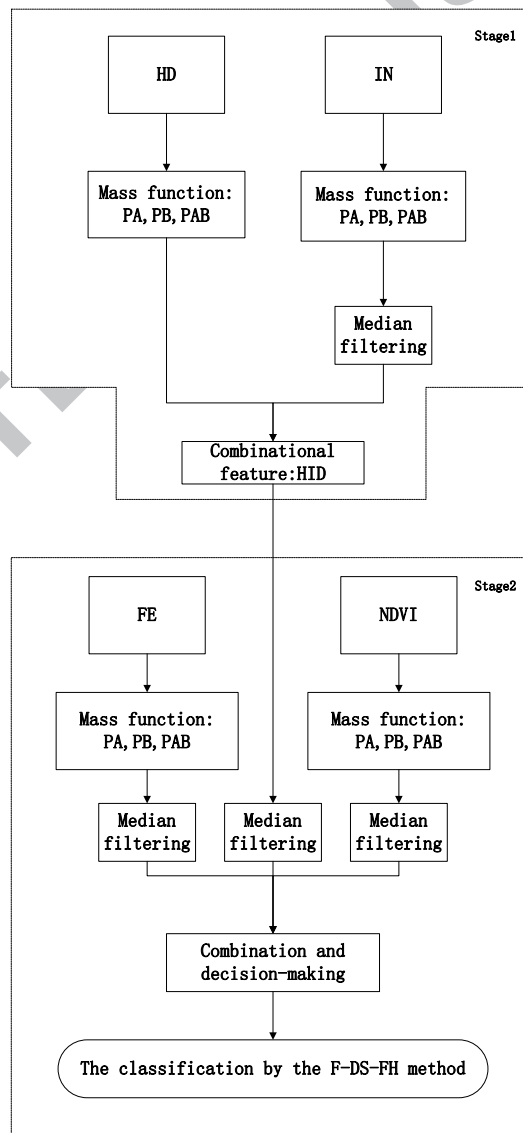 Stage1
HD
IN
Mass function:
PA,PB,PAB
Mass function:
PA,PB,PAB
Median
filtering
Combinational
feature:HID
Stage2
FE
NDVI
Mass function:
PA,PB,PAB
Mass function:
PA,PB,PAB
Median
filtering
Median
filtering
Median
filtering
Combination and
decision-making
The classification by the F-DS-FH method